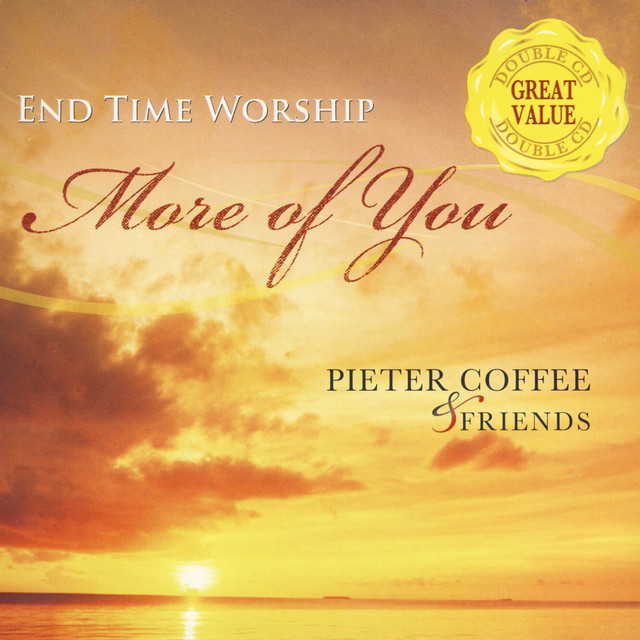 END TIME WORSHIP
DOUBLE CD
GREAT
VALUE
DOUBLE CD
More of You
PIETER COFFEE
& FRIENDS